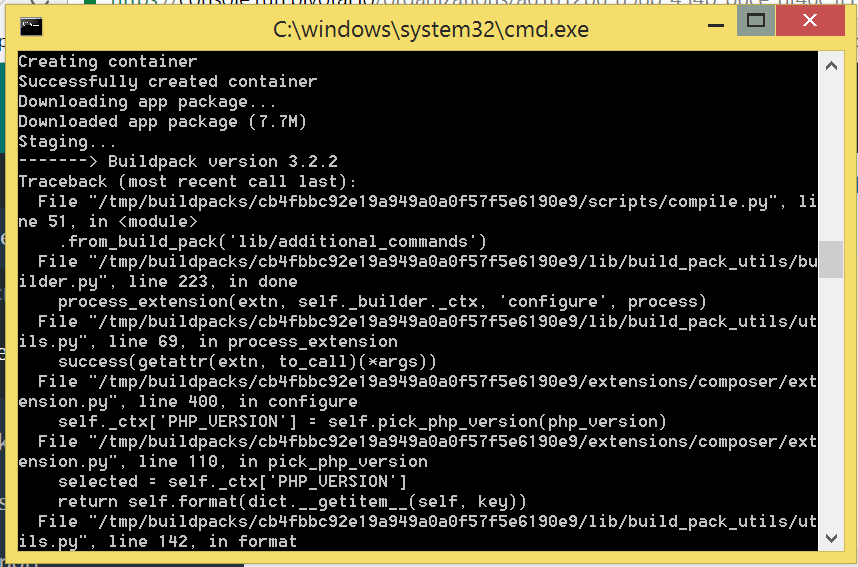 C:\windows\system32\cmd.exe
Creating container
Successfully created container
Downloading app package...
Downloaded app package (7.7M)
Staging...
-------> Buildpack version 3.2.2
Traceback (most recent call last):
  File "/tmp/buildpacks/cb4fbbc92e19a949a0a0f57f5e6190e9/scripts/compile.py", li
ne 51, in <module>
    .from_build_pack('lib/additional_commands')
  File "/tmp/buildpacks/cb4fbbc92e19a949a0a0f57f5e6190e9/lib/build_pack_utils/bu
ilder.py", line 223, in done
    process_extension(extn, self._builder._ctx, 'configure', process)
  File "/tmp/buildpacks/cb4fbbc92e19a949a0a0f57f5e6190e9/lib/build_pack_utils/ut
ils.py", line 69, in process_extension
    success(getattr(extn, to_call)(*args))
  File "/tmp/buildpacks/cb4fbbc92e19a949a0a0f57f5e6190e9/extensions/composer/ext
ension.py", line 400, in configure
    self._ctx['PHP_VERSION'] = self.pick_php_version(php_version)
  File "/tmp/buildpacks/cb4fbbc92e19a949a0a0f57f5e6190e9/extensions/composer/ext
ension.py", line 110, in pick_php_version
    selected = self._ctx['PHP_VERSION']
    return self.format(dict.__getitem__(self, key))
  File "/tmp/buildpacks/cb4fbbc92e19a949a0a0f57f5e6190e9/lib/build_pack_utils/ut
ils.py", line 142, in format